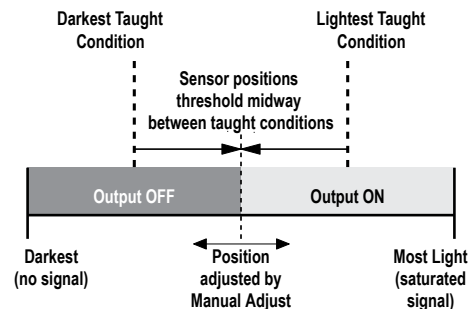 Darkest Taught
Condition
Lightest Taught
Condition
Sensor positions
threshold midway
between taught conditions
Output OFF
Output ON
Darkest
(no signal)
Position
adjusted by
Manual Adjust
Most Light
(saturated
signal)